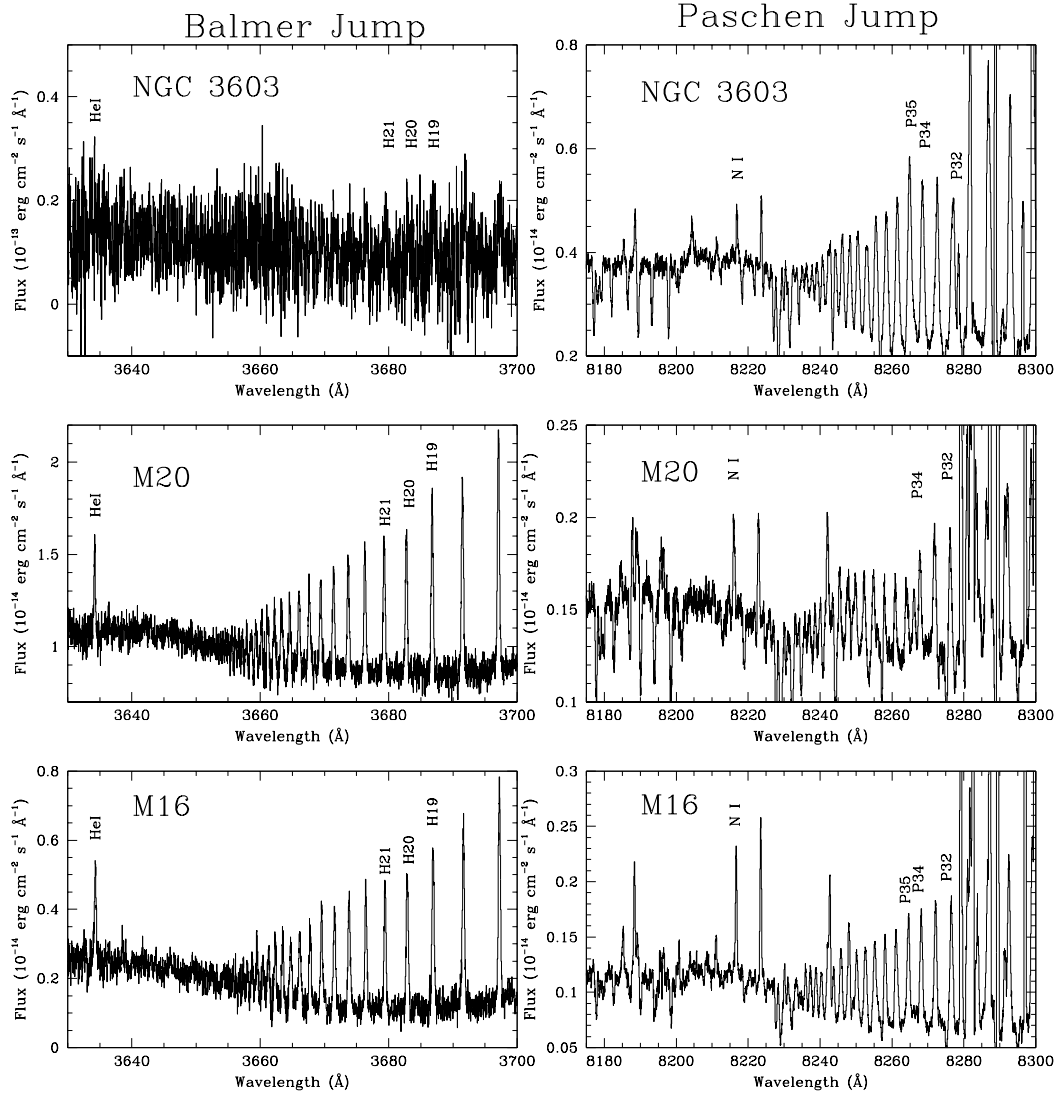 Balmer Jump
Paschen Jump
NGC 3603
HeI
H21
H20
H19
0.4
0.2
0
Flux (10⁻¹³ erg cm⁻² s⁻¹ Å⁻¹)
3640 3660 3680 3700
Wavelength (Å)
NGC 3603
N I
P35
P34
P32
0.8
0.6
0.4
0.2
Flux (10⁻¹⁴ erg cm⁻² s⁻¹ Å⁻¹)
8180 8200 8220 8240 8260 8280 8300
Wavelength (Å)
M20
HeI
H21
H20
H19
2
1.5
1
Flux (10⁻¹⁴ erg cm⁻² s⁻¹ Å⁻¹)
3640 3660 3680 3700
Wavelength (Å)
M20
N I
P34
P32
0.25
0.2
0.15
0.1
Flux (10⁻¹⁴ erg cm⁻² s⁻¹ Å⁻¹)
8180 8200 8220 8240 8260 8280 8300
Wavelength (Å)
M16
HeI
H21
H20
H19
0.8
0.6
0.4
0.2
0
Flux (10⁻¹⁴ erg cm⁻² s⁻¹ Å⁻¹)
3640 3660 3680 3700
Wavelength (Å)
M16
N I
P35
P34
P32
0.3
0.25
0.2
0.15
0.1
0.05
Flux (10⁻¹⁴ erg cm⁻² s⁻¹ Å⁻¹)
8180 8200 8220 8240 8260 8280 8300
Wavelength (Å)